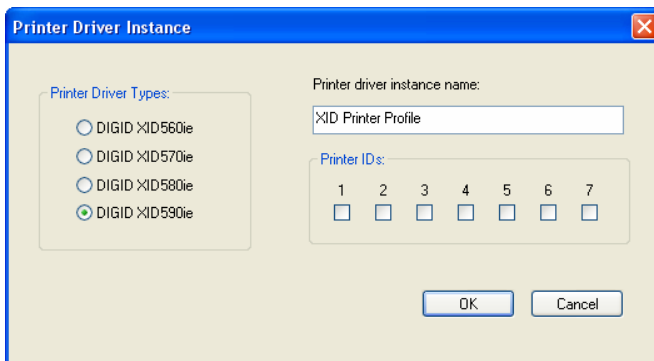 Printer Driver Instance
Printer Driver Types:
DIGID XID560ie
DIGID XID570ie
DIGID XID580ie
DIGID XID590ie
Printer driver instance name:
XID Printer Profile
Printer IDs:
1 2 3 4 5 6 7
OK Cancel